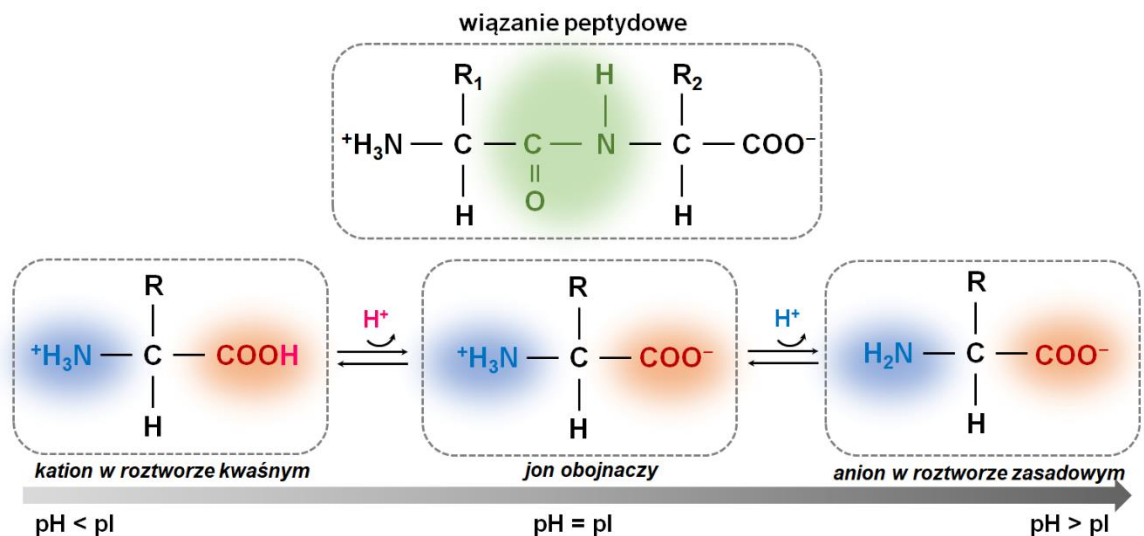 wiązanie peptydowe
R₁ H R₂
⁺H₃N — C — C — N — C — COO⁻
H O H
R R R
H⁺ H⁺
⁺H₃N — C — COOH ⁺H₃N — C — COO⁻ H₂N — C — COO⁻
H H H
kation w roztworze kwaśnym jon obojnaczy anion w roztworze zasadowym
pH < pI pH = pI pH > pI